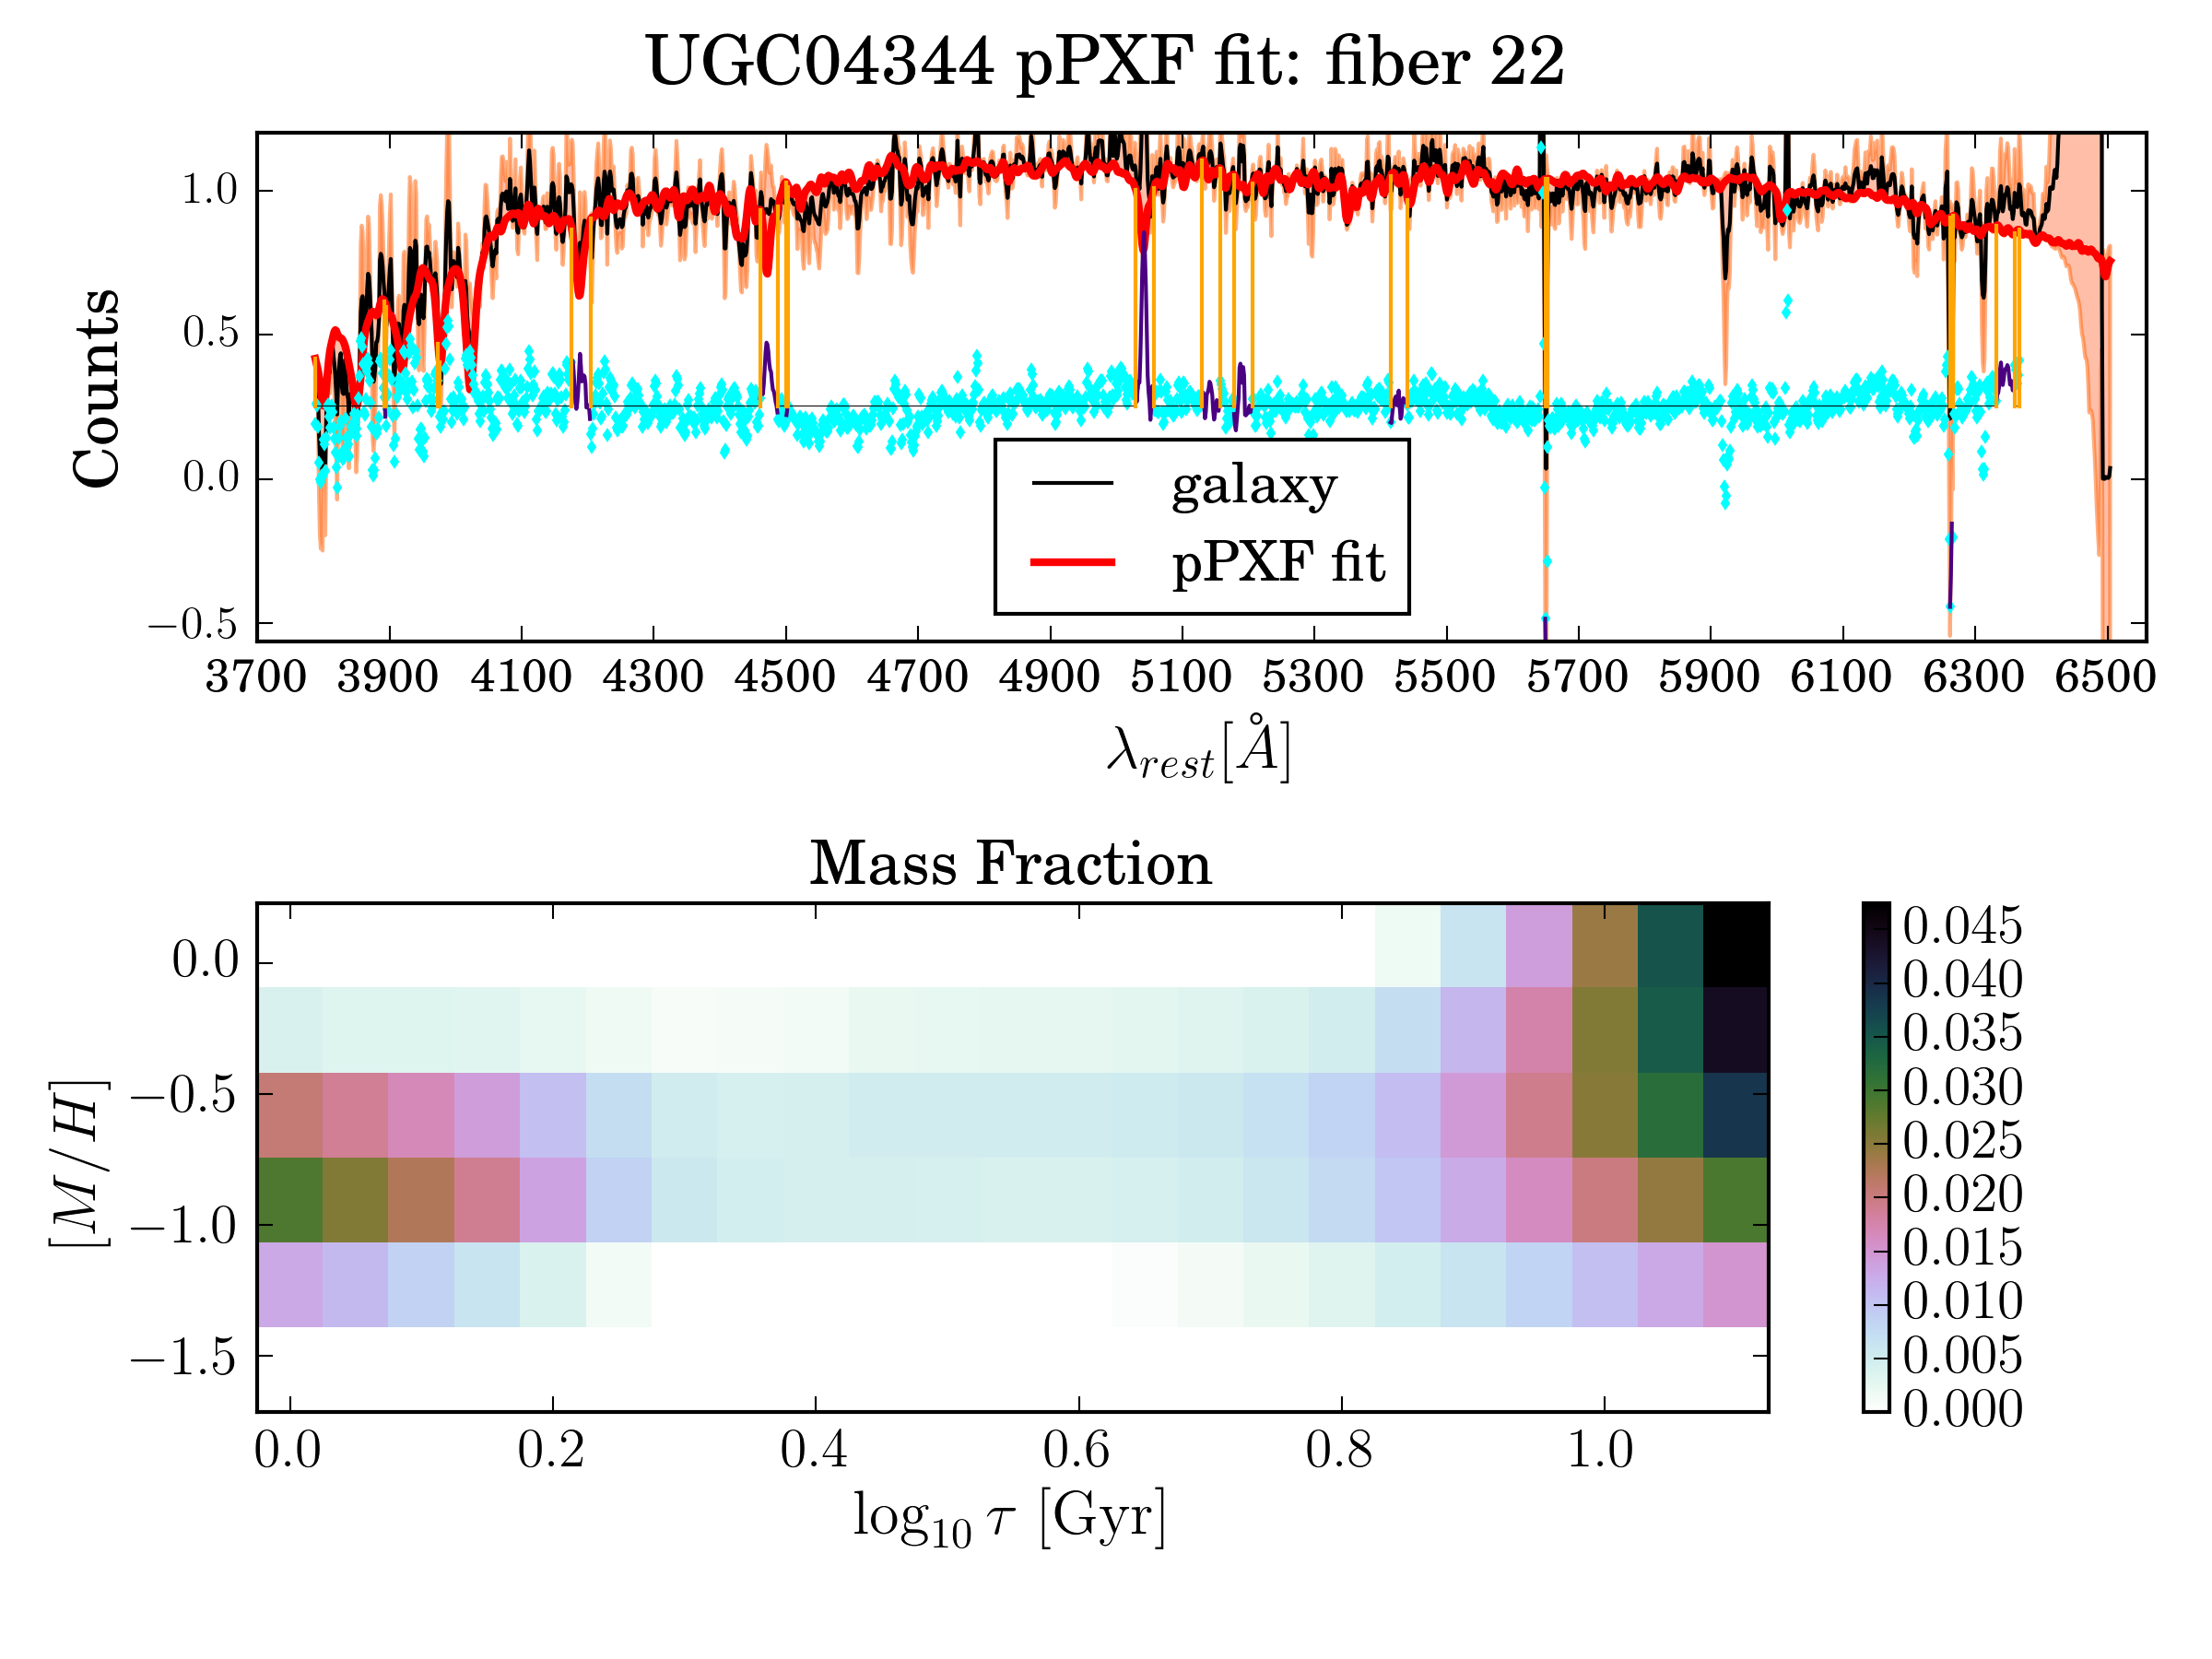 UGC04344 pPXF fit: fiber 22
Counts
1.0
0.5
0.0
−0.5
galaxy
pPXF fit
3700 3900 4100 4300 4500 4700 4900 5100 5300 5500 5700 5900 6100 6300 6500
λrest[Å]
Mass Fraction
[M/H]
0.0
−0.5
−1.0
−1.5
0.0 0.2 0.4 0.6 0.8 1.0
log10 τ [Gyr]
0.045
0.040
0.035
0.030
0.025
0.020
0.015
0.010
0.005
0.000